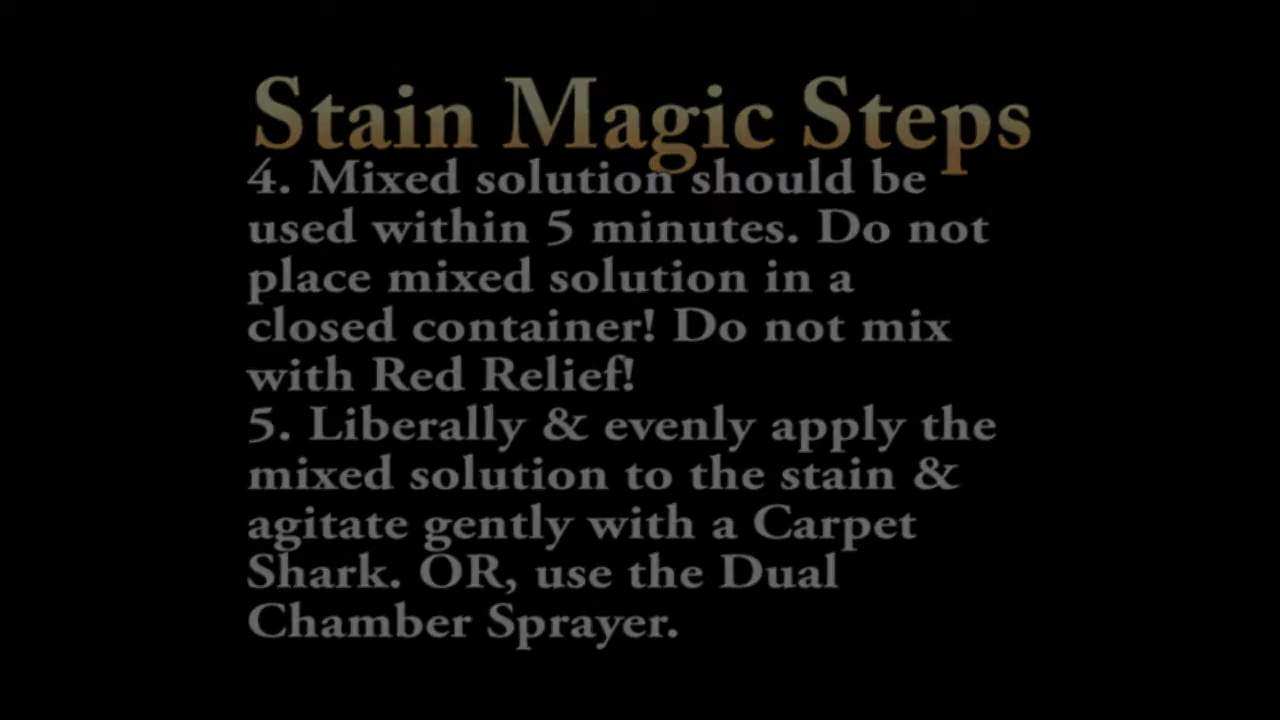 Stain Magic Steps
4. Mixed solution should be
used within 5 minutes. Do not
place mixed solution in a
closed container! Do not mix
with Red Relief!
5. Liberally & evenly apply the
mixed solution to the stain &
agitate gently with a Carpet
Shark. OR, use the Dual
Chamber Sprayer.